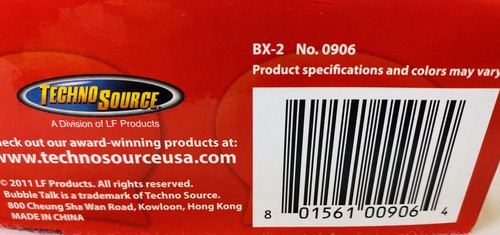 BX-2 No. 0906
Product specifications and colors may vary
TECHNO SOURCE
A Division of LF Products
eck out our award-winning products at:
www.technosourceusa.com
© 2011 LF Products. All rights reserved.
Bubble Talk is a trademark of Techno Source.
800 Cheung Sha Wan Road, Kowloon, Hong Kong
MADE IN CHINA
8 01561 00906 4